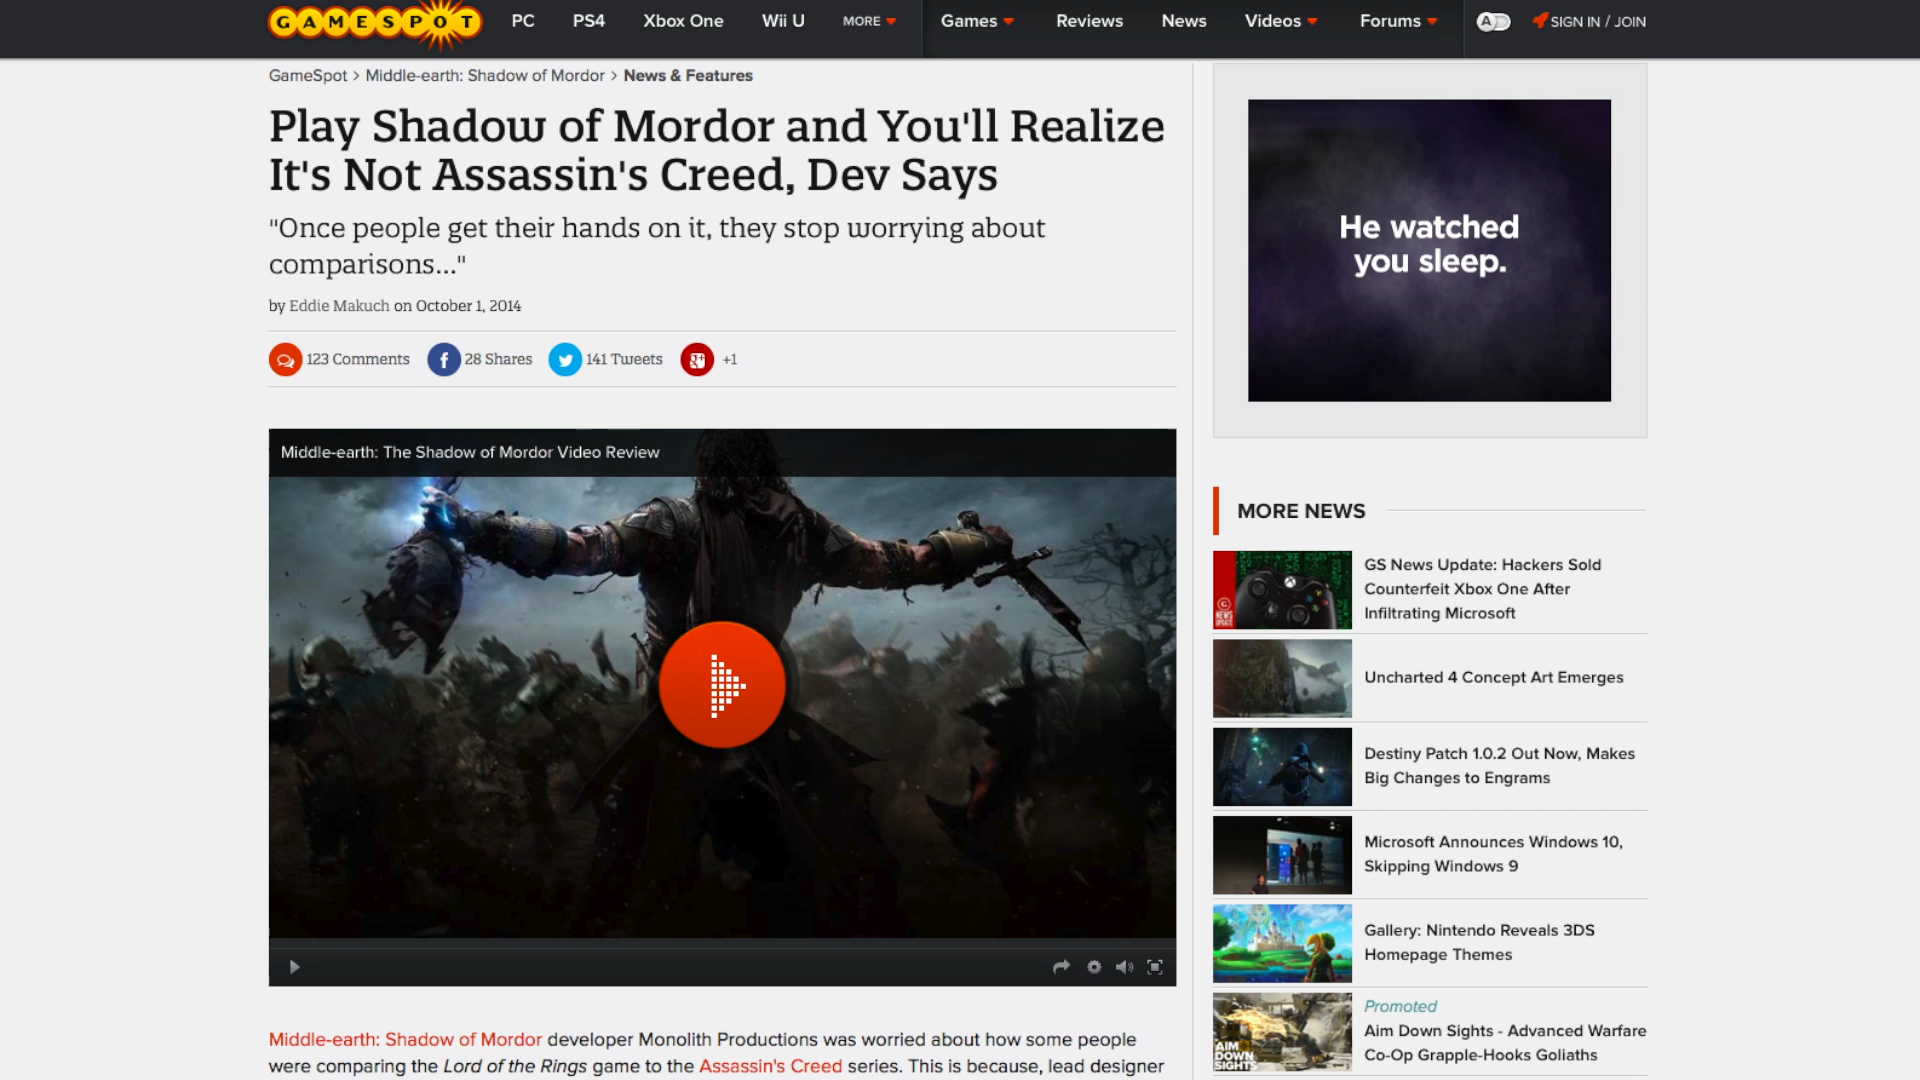 GAMESPOT
PC PS4 Xbox One Wii U MORE Games Reviews News Videos Forums A SIGN IN / JOIN
GameSpot > Middle-earth: Shadow of Mordor > News & Features
Play Shadow of Mordor and You'll Realize
It's Not Assassin's Creed, Dev Says
"Once people get their hands on it, they stop worrying about
comparisons..."
by Eddie Makuch on October 1, 2014
123 Comments 28 Shares 141 Tweets +1
Middle-earth: The Shadow of Mordor Video Review
Middle-earth: Shadow of Mordor developer Monolith Productions was worried about how some people
were comparing the Lord of the Rings game to the Assassin's Creed series. This is because, lead designer
He watched
you sleep.
MORE NEWS
NEWS
UPDATE
GS News Update: Hackers Sold
Counterfeit Xbox One After
Infiltrating Microsoft
Uncharted 4 Concept Art Emerges
Destiny Patch 1.0.2 Out Now, Makes
Big Changes to Engrams
Microsoft Announces Windows 10,
Skipping Windows 9
Gallery: Nintendo Reveals 3DS
Homepage Themes
AIM
DOWN
SIGHTS
Promoted
Aim Down Sights - Advanced Warfare
Co-Op Grapple-Hooks Goliaths